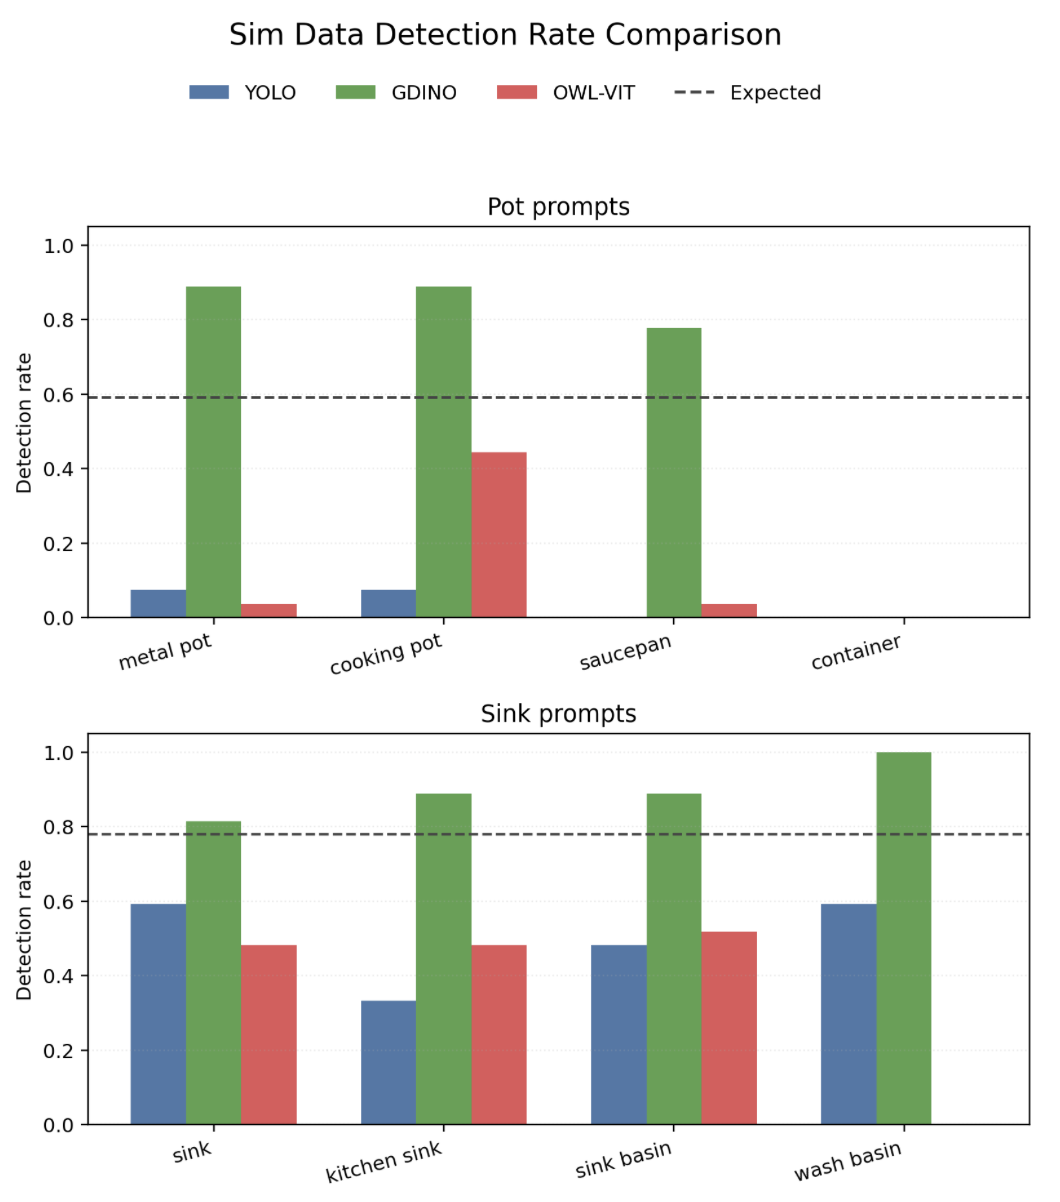 Sim Data Detection Rate Comparison
YOLO GDINO OWL-VIT Expected
Pot prompts
1.0
0.8
0.6
0.4
0.2
0.0
Detection rate
metal pot cooking pot saucepan container
Sink prompts
1.0
0.8
0.6
0.4
0.2
0.0
Detection rate
sink kitchen sink sink basin wash basin